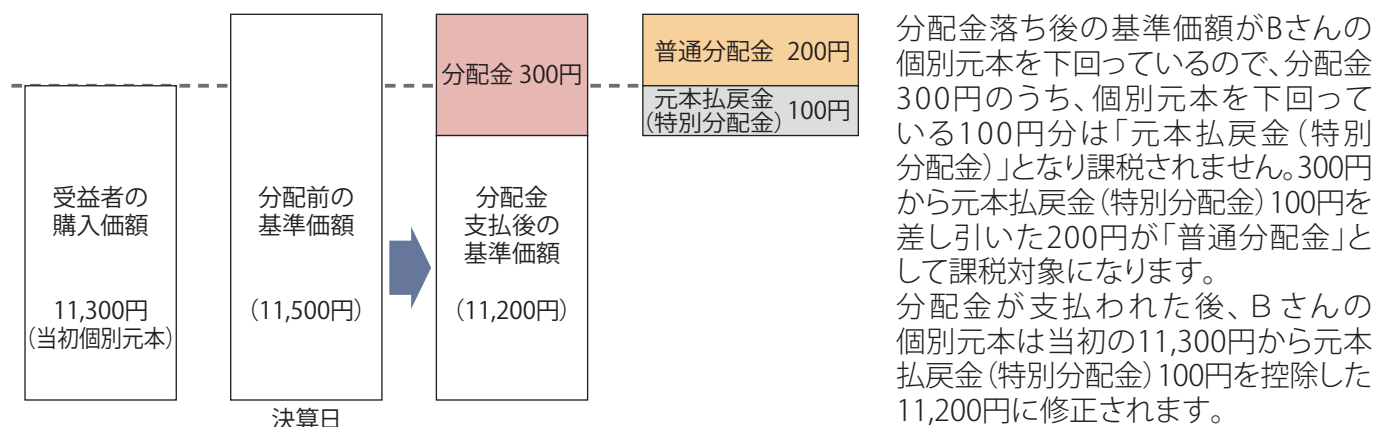 受益者の
購入価額
11,300円
(当初個別元本)
分配前の
基準価額
(11,500円)
決算日
分配金 300円
分配金
支払後の
基準価額
(11,200円)
普通分配金 200円
元本払戻金
(特別分配金) 100円
分配金落ち後の基準価額がBさんの
個別元本を下回っているので、分配金
300円のうち、個別元本を下回って
いる100円分は「元本払戻金(特別
分配金)」となり課税されません。300円
から元本払戻金(特別分配金)100円を
差し引いた200円が「普通分配金」と
して課税対象になります。
分配金が支払われた後、Bさんの
個別元本は当初の11,300円から元本
払戻金(特別分配金)100円を控除した
11,200円に修正されます。